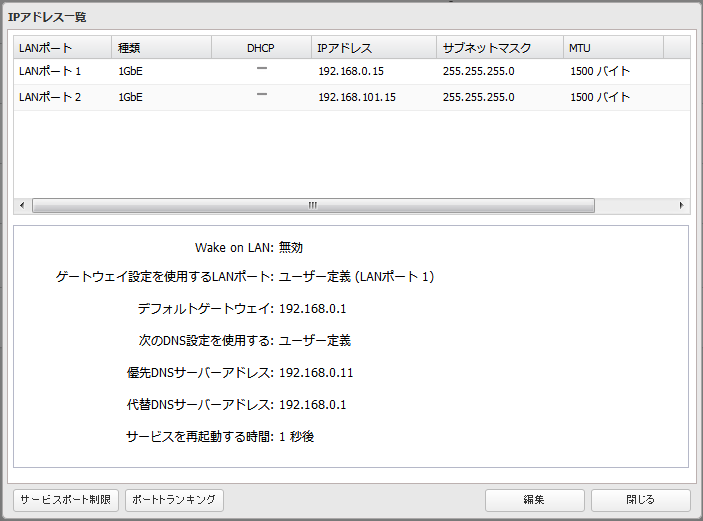 IPアドレス一覧
LANポート 種類 DHCP IPアドレス サブネットマスク MTU
LANポート 1 1GbE ー 192.168.0.15 255.255.255.0 1500 バイト
LANポート 2 1GbE ー 192.168.101.15 255.255.255.0 1500 バイト
Wake on LAN: 無効
ゲートウェイ設定を使用するLANポート: ユーザー定義 (LANポート 1)
デフォルトゲートウェイ: 192.168.0.1
次のDNS設定を使用する: ユーザー定義
優先DNSサーバーアドレス: 192.168.0.11
代替DNSサーバーアドレス: 192.168.0.1
サービスを再起動する時間: 1 秒後
サービスポート制限 ポートトランキング 編集 閉じる